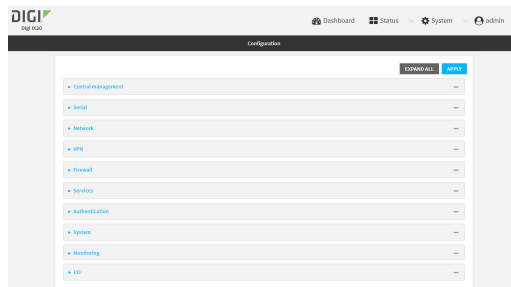 DIGI
Digi IX30
Dashboard
Status
System
admin
Configuration
EXPAND ALL
APPLY
Central management
Serial
Network
VPN
Firewall
Services
Authentication
System
Monitoring
I/O